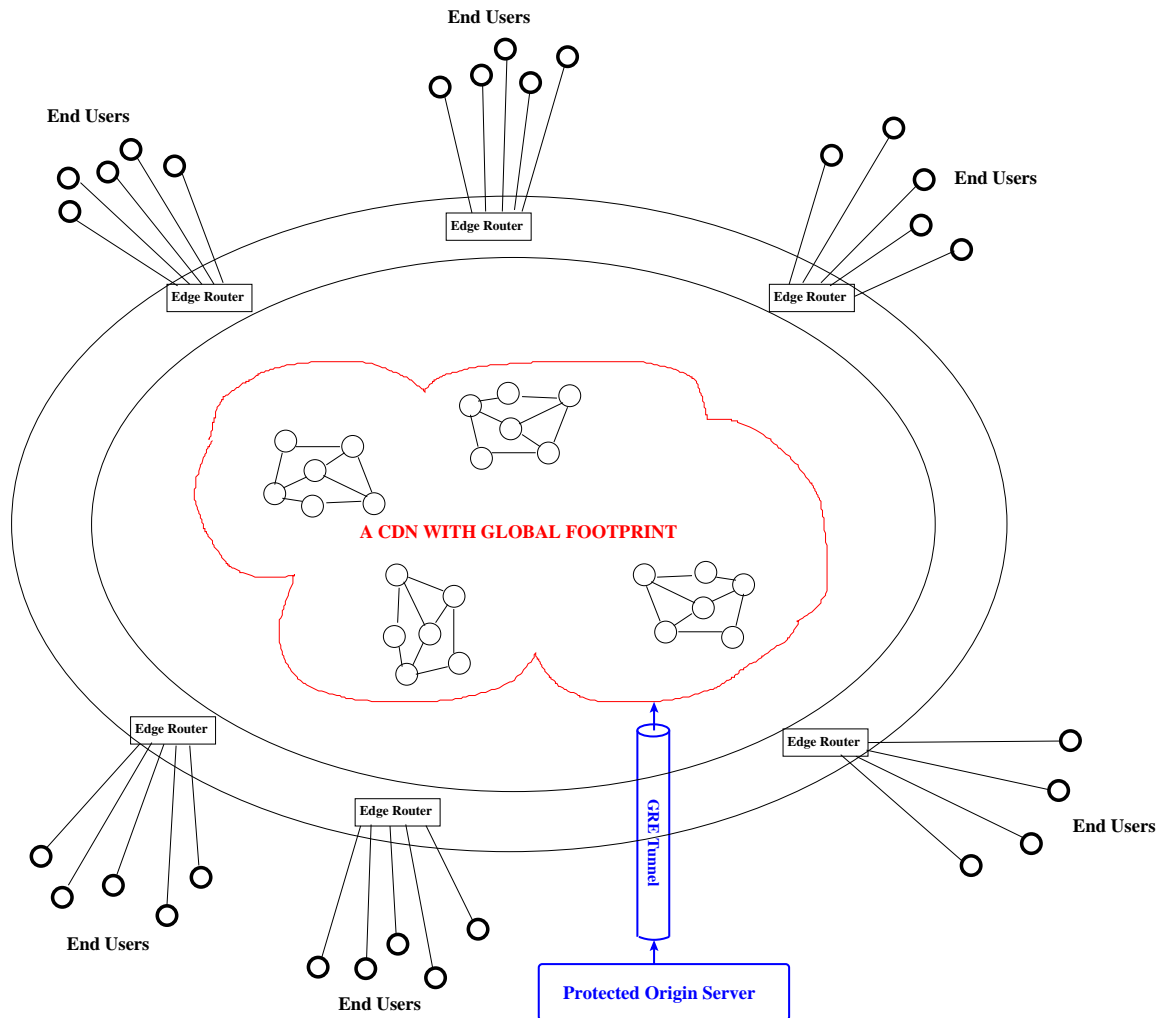 End Users
End Users
End Users
Edge Router
Edge Router
Edge Router
A CDN WITH GLOBAL FOOTPRINT
Edge Router
Edge Router
Edge Router
GRE Tunnel
End Users
End Users
End Users
Protected Origin Server